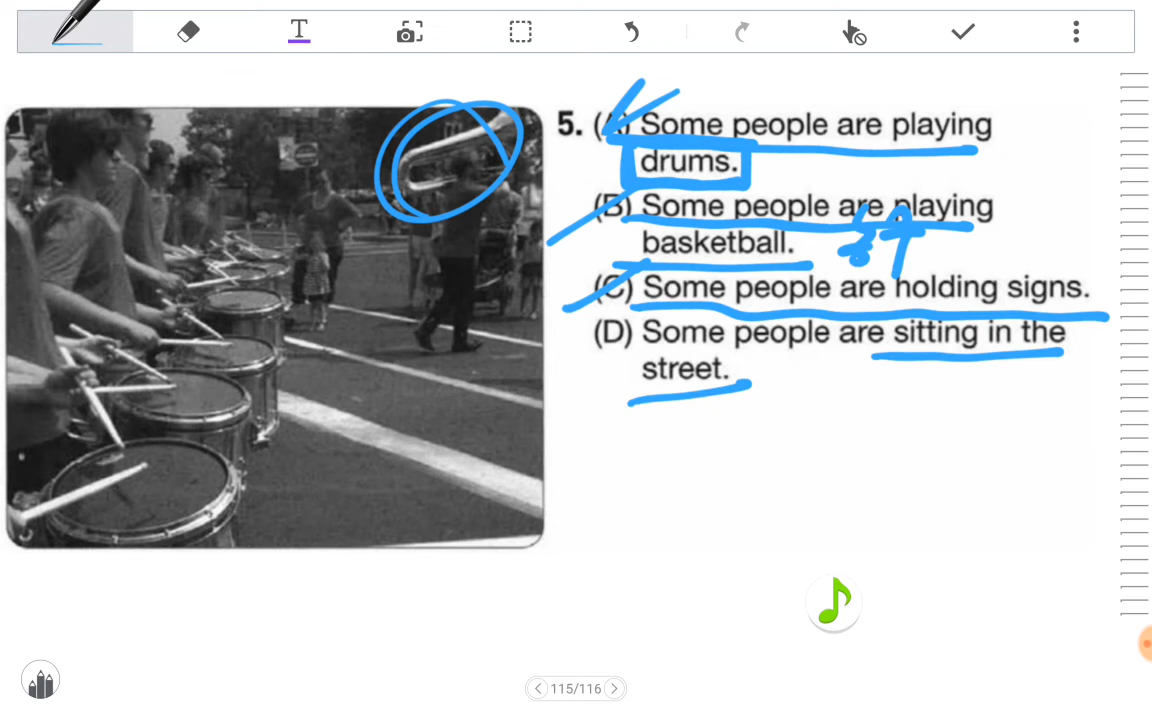 T
5. (A) Some people are playing
drums.
(B) Some people are playing
basketball.
(C) Some people are holding signs.
(D) Some people are sitting in the
street.
115/116